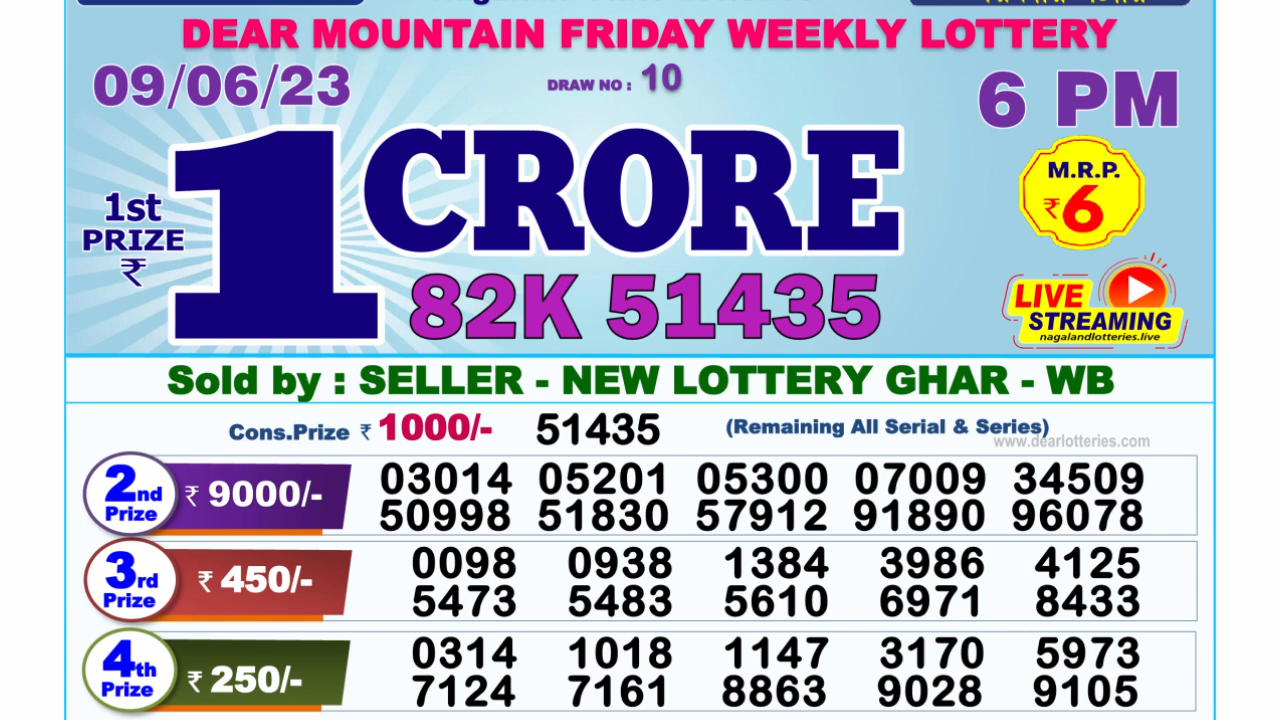 DEAR MOUNTAIN FRIDAY WEEKLY LOTTERY
09/06/23
DRAW NO : 10
6 PM
1st
PRIZE
₹
1 CRORE
M.R.P.
₹6
82K 51435
LIVE
STREAMING
nagalandlotteries.live
Sold by : SELLER - NEW LOTTERY GHAR - WB
Cons.Prize ₹ 1000/- 51435 (Remaining All Serial & Series)
www.dearlotteries.com
2nd Prize ₹ 9000/-
03014 05201 05300 07009 34509
50998 51830 57912 91890 96078
3rd Prize ₹ 450/-
0098 0938 1384 3986 4125
5473 5483 5610 6971 8433
4th Prize ₹ 250/-
0314 1018 1147 3170 5973
7124 7161 8863 9028 9105